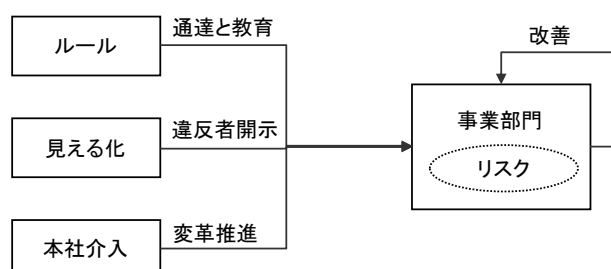 ルール
通達と教育
見える化
違反者開示
本社介入
変革推進
改善
事業部門
リスク